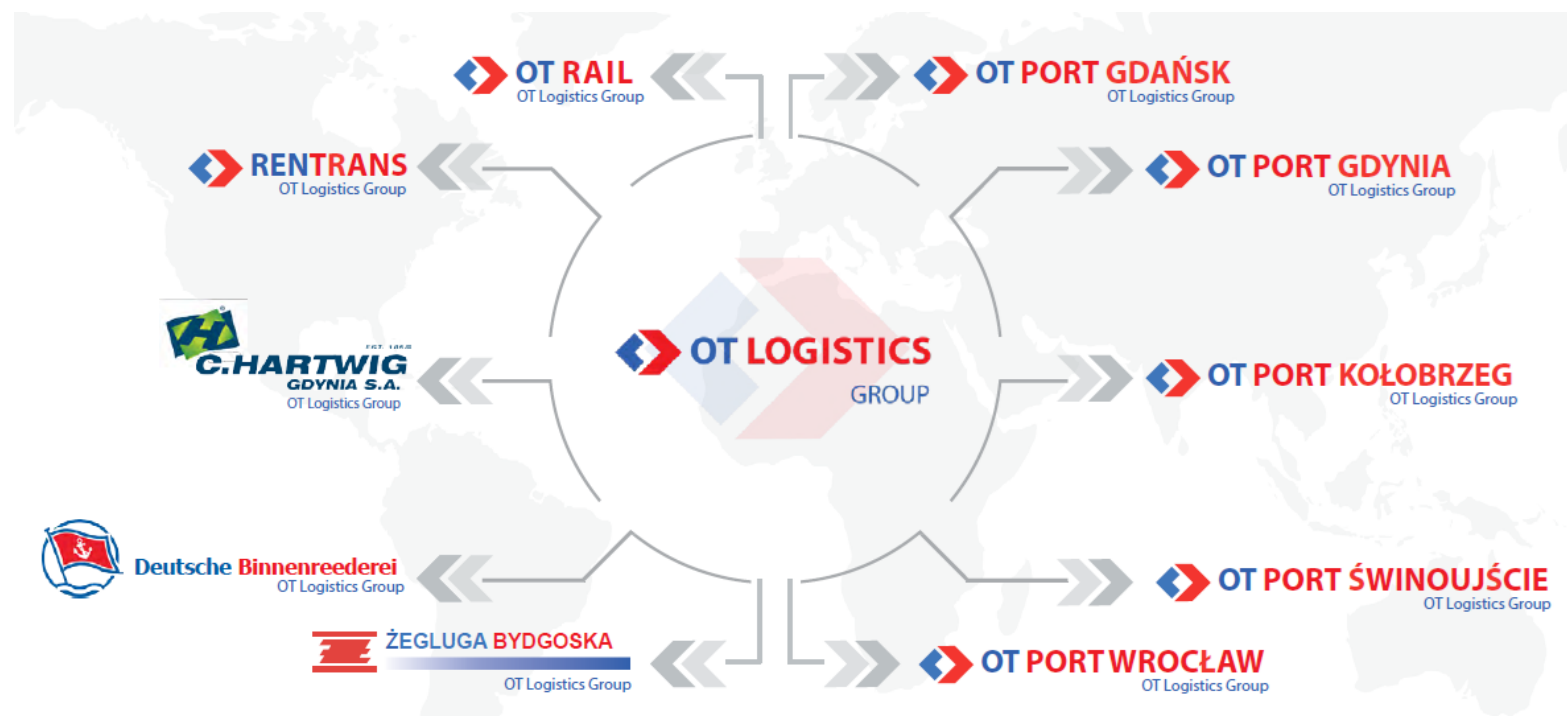 OT RAIL
OT Logistics Group
OT PORT GDAŃSK
OT Logistics Group
RENTRANS
OT Logistics Group
OT PORT GDYNIA
OT Logistics Group
C.HARTWIG
GDYNIA S.A.
OT Logistics Group
OT LOGISTICS
GROUP
OT PORT KOŁOBRZEG
OT Logistics Group
Deutsche Binnenreederei
OT Logistics Group
OT PORT ŚWINOUJŚCIE
OT Logistics Group
ŻEGLUGA BYDGOSKA
OT Logistics Group
OT PORT WROCŁAW
OT Logistics Group